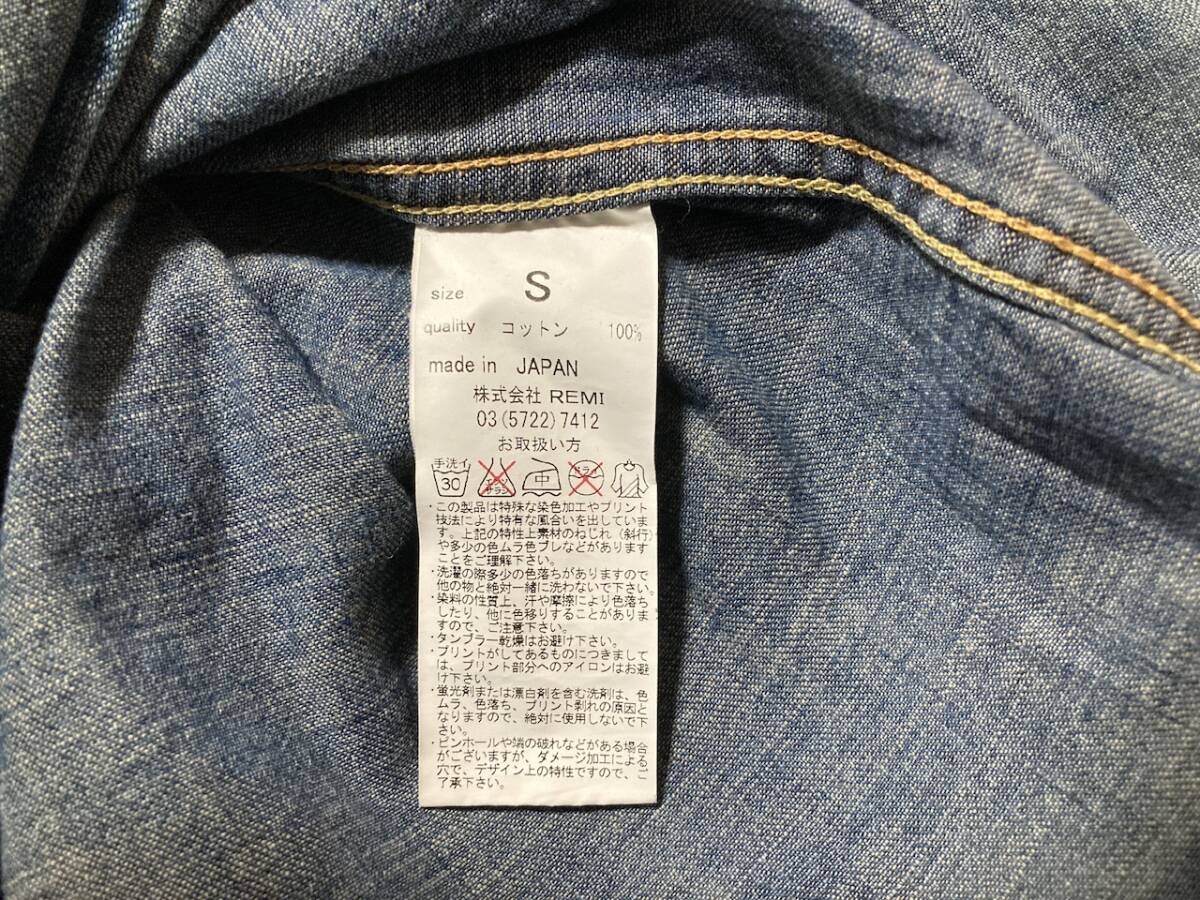 size S
quality コットン 100%
made in JAPAN
株式会社 REMI
03(5722)7412
お取扱い方
手洗イ
30 エンソサラシ 中 ドライ
・この製品は特殊な染色加工やプリント
技法により特有な風合いを出していま
す。上記の特性上素材のねじれ（斜行）
や多少の色ムラ色ブレなどがあります
ことをご理解下さい。
・洗濯の際多少の色落ちがありますので
他の物と絶対一緒に洗わないで下さい。
・染料の性質上、汗や摩擦により色落ち
したり、他に色移りすることがありま
すので、ご注意下さい。
・タンブラー乾燥はお避け下さい。
・プリントがしてあるものにつきまして
は、プリント部分へのアイロンはお避
け下さい。
・蛍光剤または漂白剤を含む洗剤は、色
ムラ、色落ち、プリント剥れの原因と
なりますので、絶対に使用しないで下
さい。
・ピンホールや端の破れなどがある場合
がございますが、ダメージ加工による
穴で、デザイン上の特性ですので、ご
了承下さい。